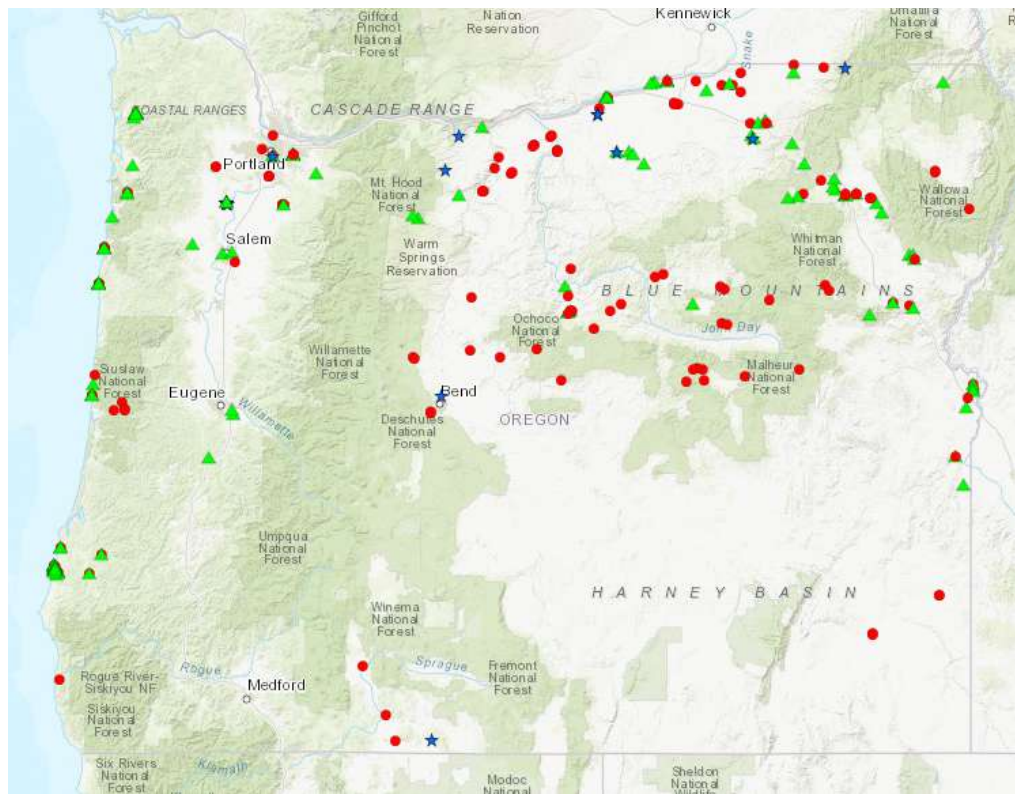 Gifford
Pinchot
National
Forest
Nation
Reservation
Kennewick
Umatilla
National
Forest
Snake
COASTAL RANGES
CASCADE RANGE
Portland
Mt. Hood
National
Forest
Wallowa
National
Forest
Salem
Warm
Springs
Reservation
Whitman
National
Forest
BLUE MOUNTAINS
Ochoco
National
Forest
John Day
Willamette
National
Forest
Malheur
National
Forest
Siuslaw
National
Forest
Eugene
Willamette
Bend
Deschutes
National
Forest
OREGON
Umpqua
National
Forest
HARNEY BASIN
Winema
National
Forest
Rogue
Sprague
Fremont
National
Forest
Rogue River-
Siskiyou NF
Medford
Siskiyou
National
Forest
Six Rivers
National
Forest
Klamath
Modoc
National
Sheldon
National
Wildlife